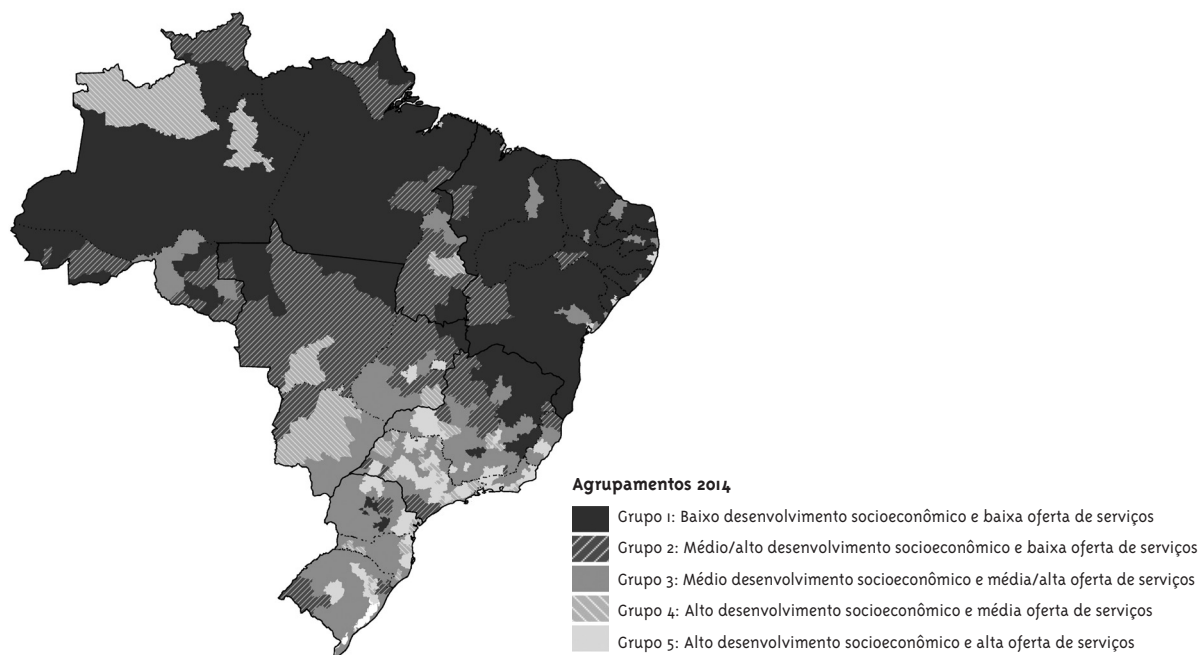 Agrupamentos 2014
Grupo 1: Baixo desenvolvimento socioeconômico e baixa oferta de serviços
Grupo 2: Médio/alto desenvolvimento socioeconômico e baixa oferta de serviços
Grupo 3: Médio desenvolvimento socioeconômico e média/alta oferta de serviços
Grupo 4: Alto desenvolvimento socioeconômico e média oferta de serviços
Grupo 5: Alto desenvolvimento socioeconômico e alta oferta de serviços